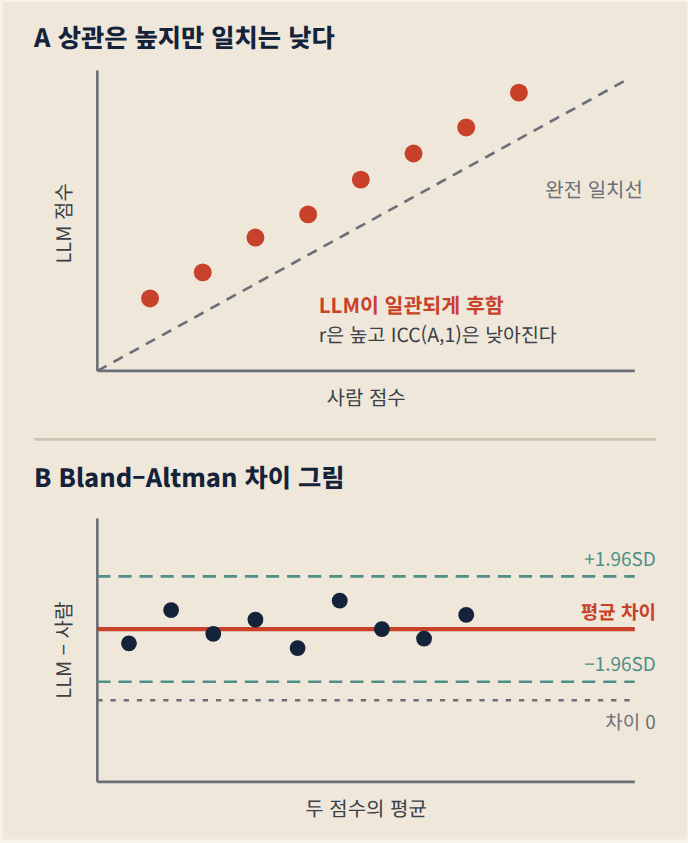 A 상관은 높지만 일치는 낮다
LLM 점수
완전 일치선
LLM이 일관되게 후함
r은 높고 ICC(A,1)은 낮아진다
사람 점수
B Bland–Altman 차이 그림
+1.96SD
평균 차이
LLM − 사람
−1.96SD
차이 0
두 점수의 평균